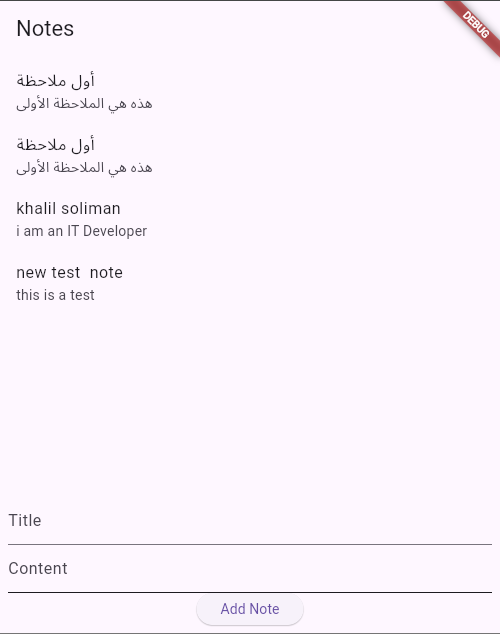 Notes
DEBUG
أول ملاحظة
هذه هي الملاحظة الأولى
أول ملاحظة
هذه هي الملاحظة الأولى
khalil soliman
i am an IT Developer
new test  note
this is a test
Title
Content
Add Note